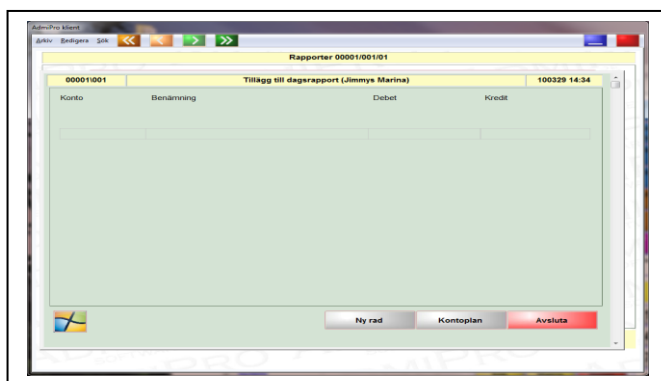 AdmiPro klient
Arkiv Redigera Sök
Rapporter 00001/001/01
00001\001 Tillägg till dagsrapport (Jimmys Marina) 100329 14:34
Konto Benämning Debet Kredit
Ny rad Kontoplan Avsluta